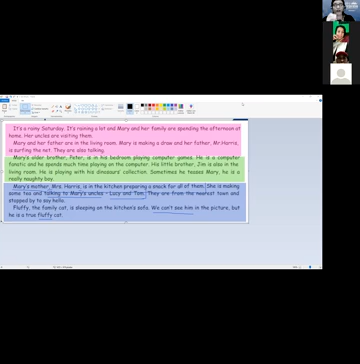 It's a rainy Saturday. It's raining a lot and Mary and her family are spending the afternoon at
home. Her uncles are visiting them.
Mary and her father are in the living room. Mary is making a draw and her father, Mr. Harris,
is surfing the net. They are also talking.
Mary's older brother, Peter, is in his bedroom playing computer games. He is a computer
fanatic and he spends much time playing on the computer. His little brother, Jim is also in the
living room. He is playing with his dinosaurs' collection. Sometimes he teases Mary, he is a
really naughty boy.
Mary's mother, Mrs. Harris, is in the kitchen preparing a snack for all of them. She is making
some tea and talking to Mary's uncles – Lucy and Tom. They are from the nearest town and
stopped by to say hello.
Fluffy, the family cat, is sleeping on the kitchen's sofa. We can't see him in the picture, but
he is a true fluffy cat.